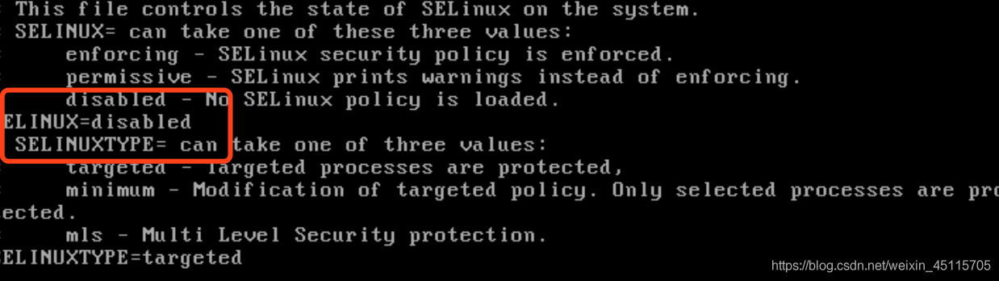 This file controls the state of SELinux on the system.
SELINUX= can take one of these three values:
enforcing - SELinux security policy is enforced.
permissive - SELinux prints warnings instead of enforcing.
disabled - No SELinux policy is loaded.
ELINUX=disabled
SELINUXTYPE= can take one of three values:
targeted - Targeted processes are protected,
minimum - Modification of targeted policy. Only selected processes are pro
ected.
mls - Multi Level Security protection.
SELINUXTYPE=targeted
https://blog.csdn.net/weixin_45115705